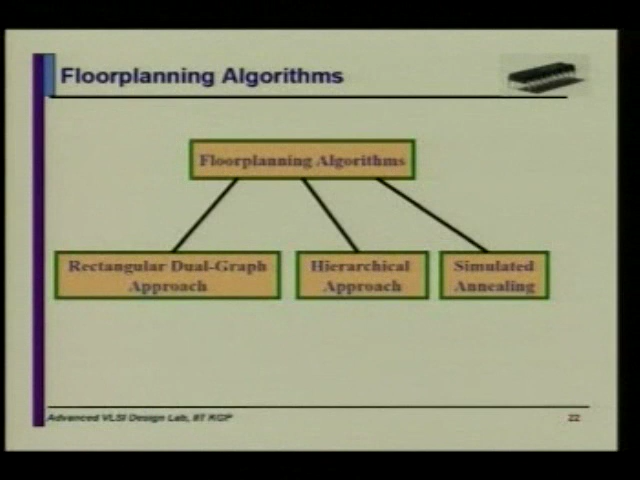 Floorplanning Algorithms
Floorplanning Algorithms
Rectangular Dual-Graph
Approach
Hierarchical
Approach
Simulated
Annealing
Advanced VLSI Design Lab, IIT KGP
22